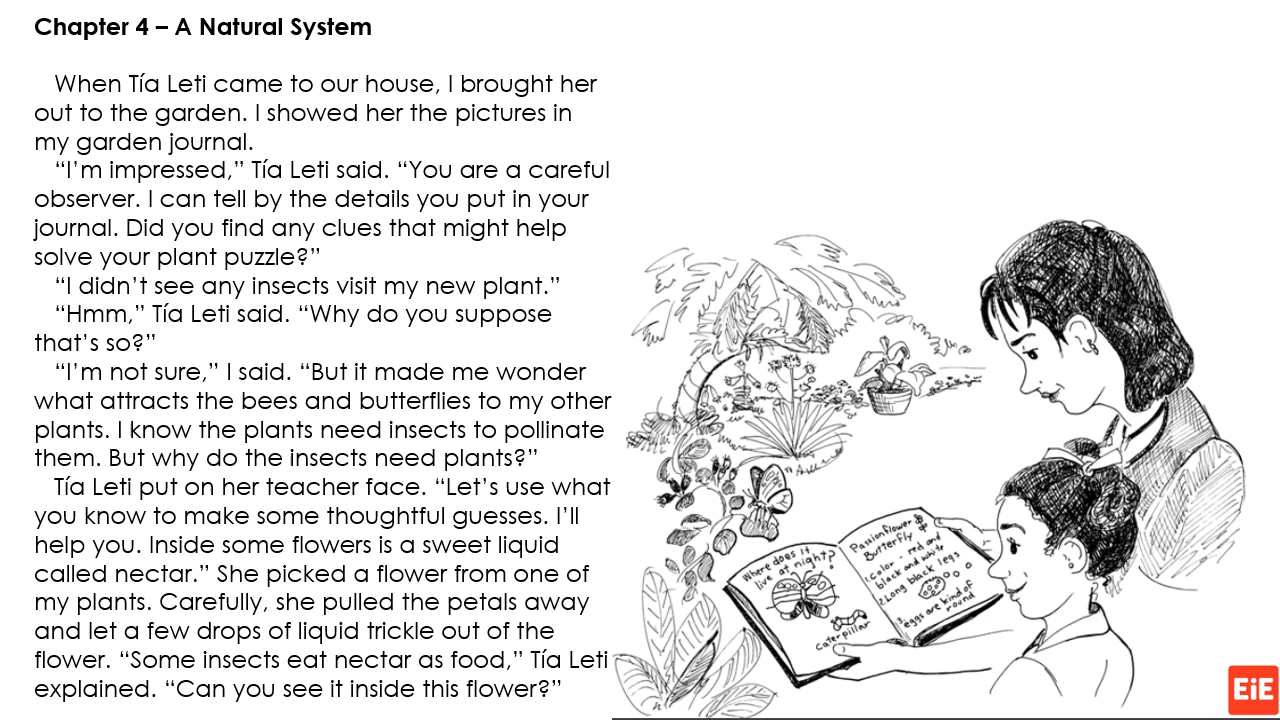 Chapter 4 – A Natural System
When Tía Leti came to our house, I brought her
out to the garden. I showed her the pictures in
my garden journal.
“I’m impressed,” Tía Leti said. “You are a careful
observer. I can tell by the details you put in your
journal. Did you find any clues that might help
solve your plant puzzle?”
“I didn’t see any insects visit my new plant.”
“Hmm,” Tía Leti said. “Why do you suppose
that’s so?”
“I’m not sure,” I said. “But it made me wonder
what attracts the bees and butterflies to my other
plants. I know the plants need insects to pollinate
them. But why do the insects need plants?”
Tía Leti put on her teacher face. “Let’s use what
you know to make some thoughtful guesses. I’ll
help you. Inside some flowers is a sweet liquid
called nectar.” She picked a flower from one of
my plants. Carefully, she pulled the petals away
and let a few drops of liquid trickle out of the
flower. “Some insects eat nectar as food,” Tía Leti
explained. “Can you see it inside this flower?”
Where does it
live at night?
caterpillar
Passionflower
Butterfly
1. color - red and
black and white
2. Long black legs
3. eggs are kind of
round
EiE